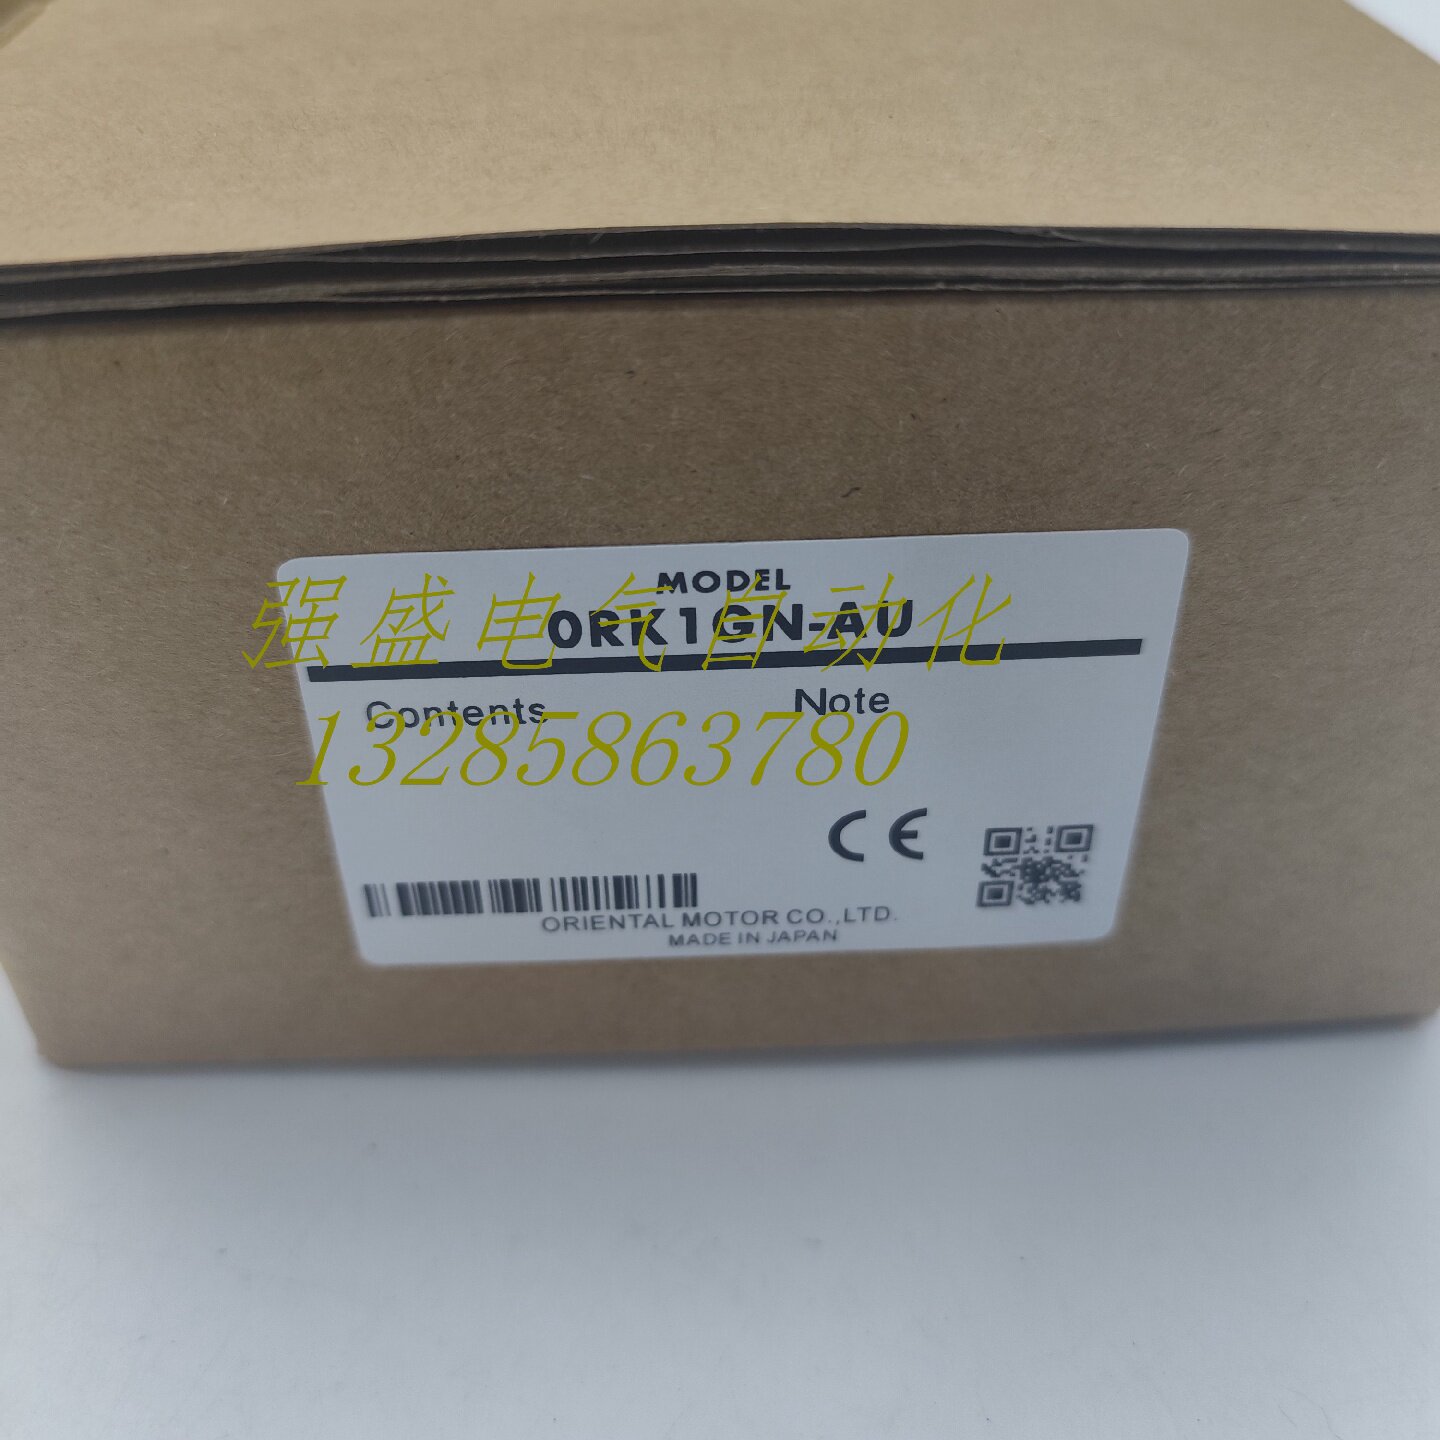 MODEL
0RK1GN-AU
强盛电气自动化
Contents
Note
13285863780
CE
ORIENTAL MOTOR CO.,LTD.
MADE IN JAPAN